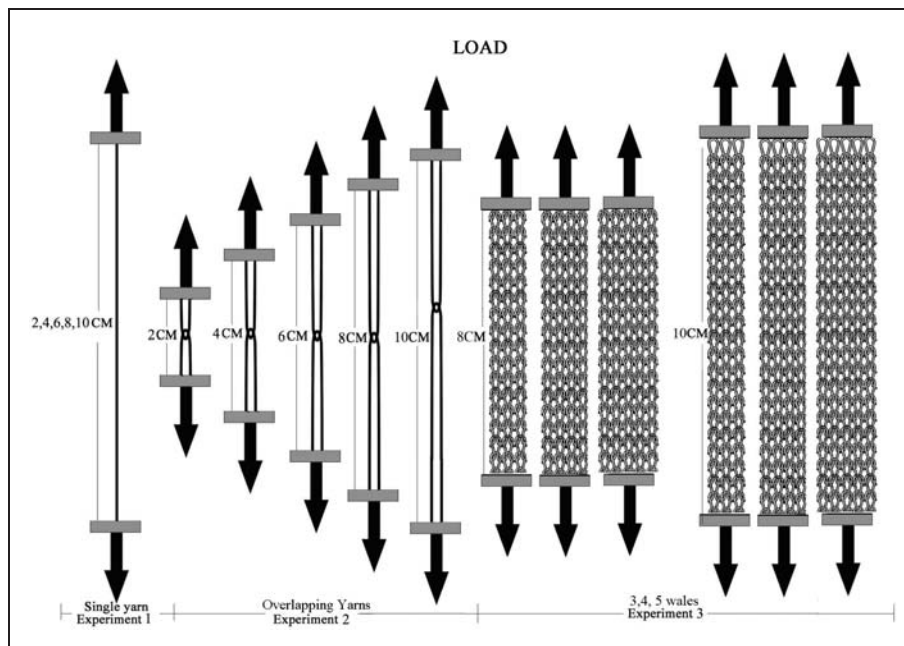 LOAD
2,4,6,8,10 CM
2CM
4CM
6CM
8CM
10CM
8CM
10CM
Single yarn
Experiment 1
Overlapping Yarns
Experiment 2
3,4, 5 wales
Experiment 3